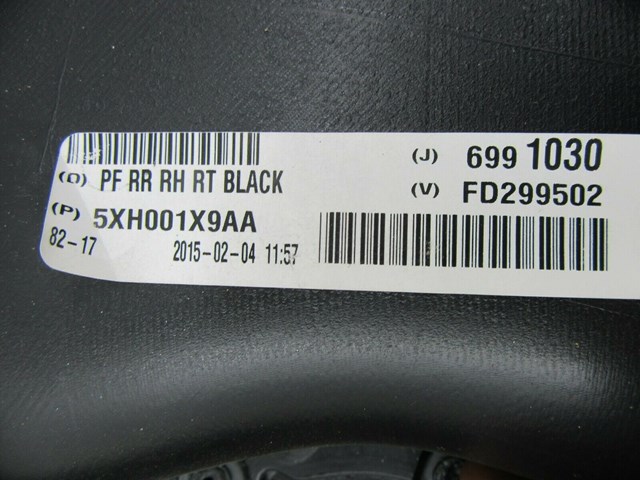 (J) 699 1030
(D) PF RR RH RT BLACK
(V) FD299502
(P) 5XH001X9AA
82-17 2015-02-04 11:57